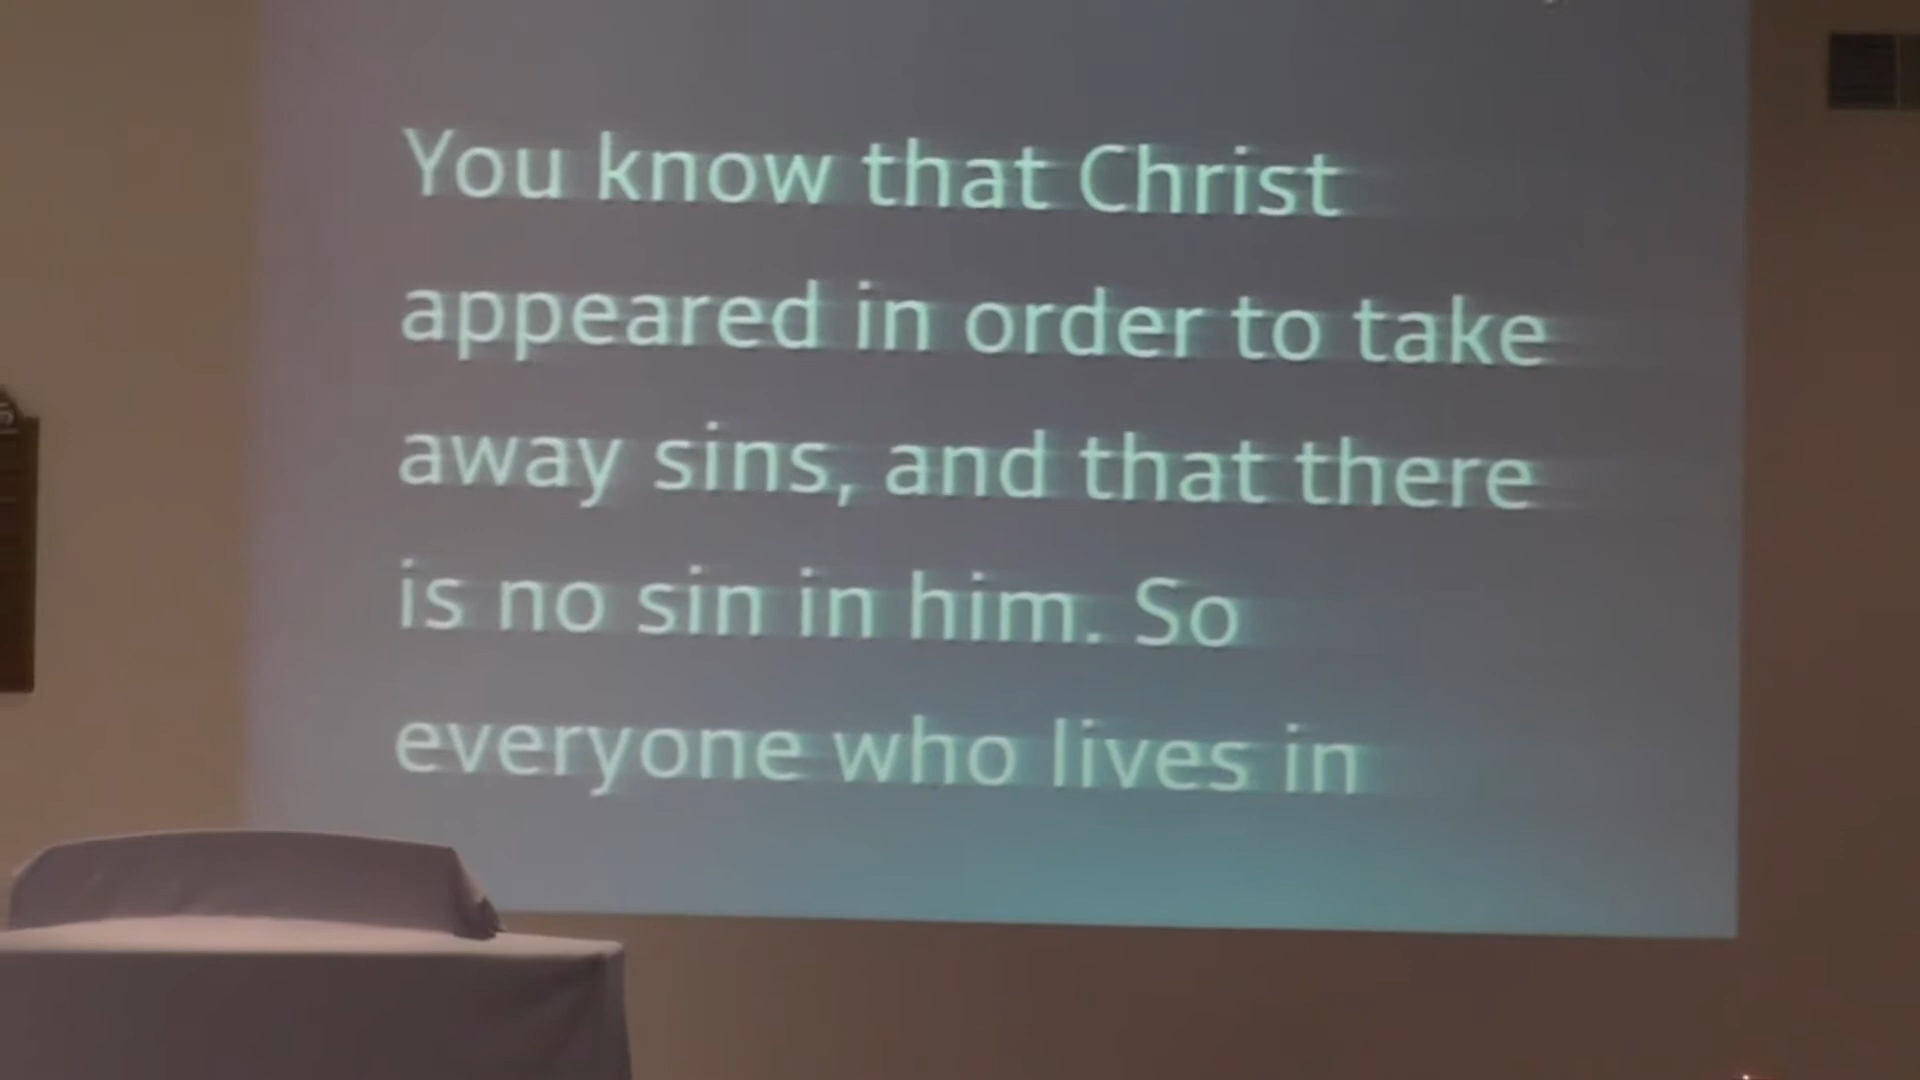 You know that Christ
appeared in order to take
away sins, and that there
is no sin in him. So
everyone who lives in